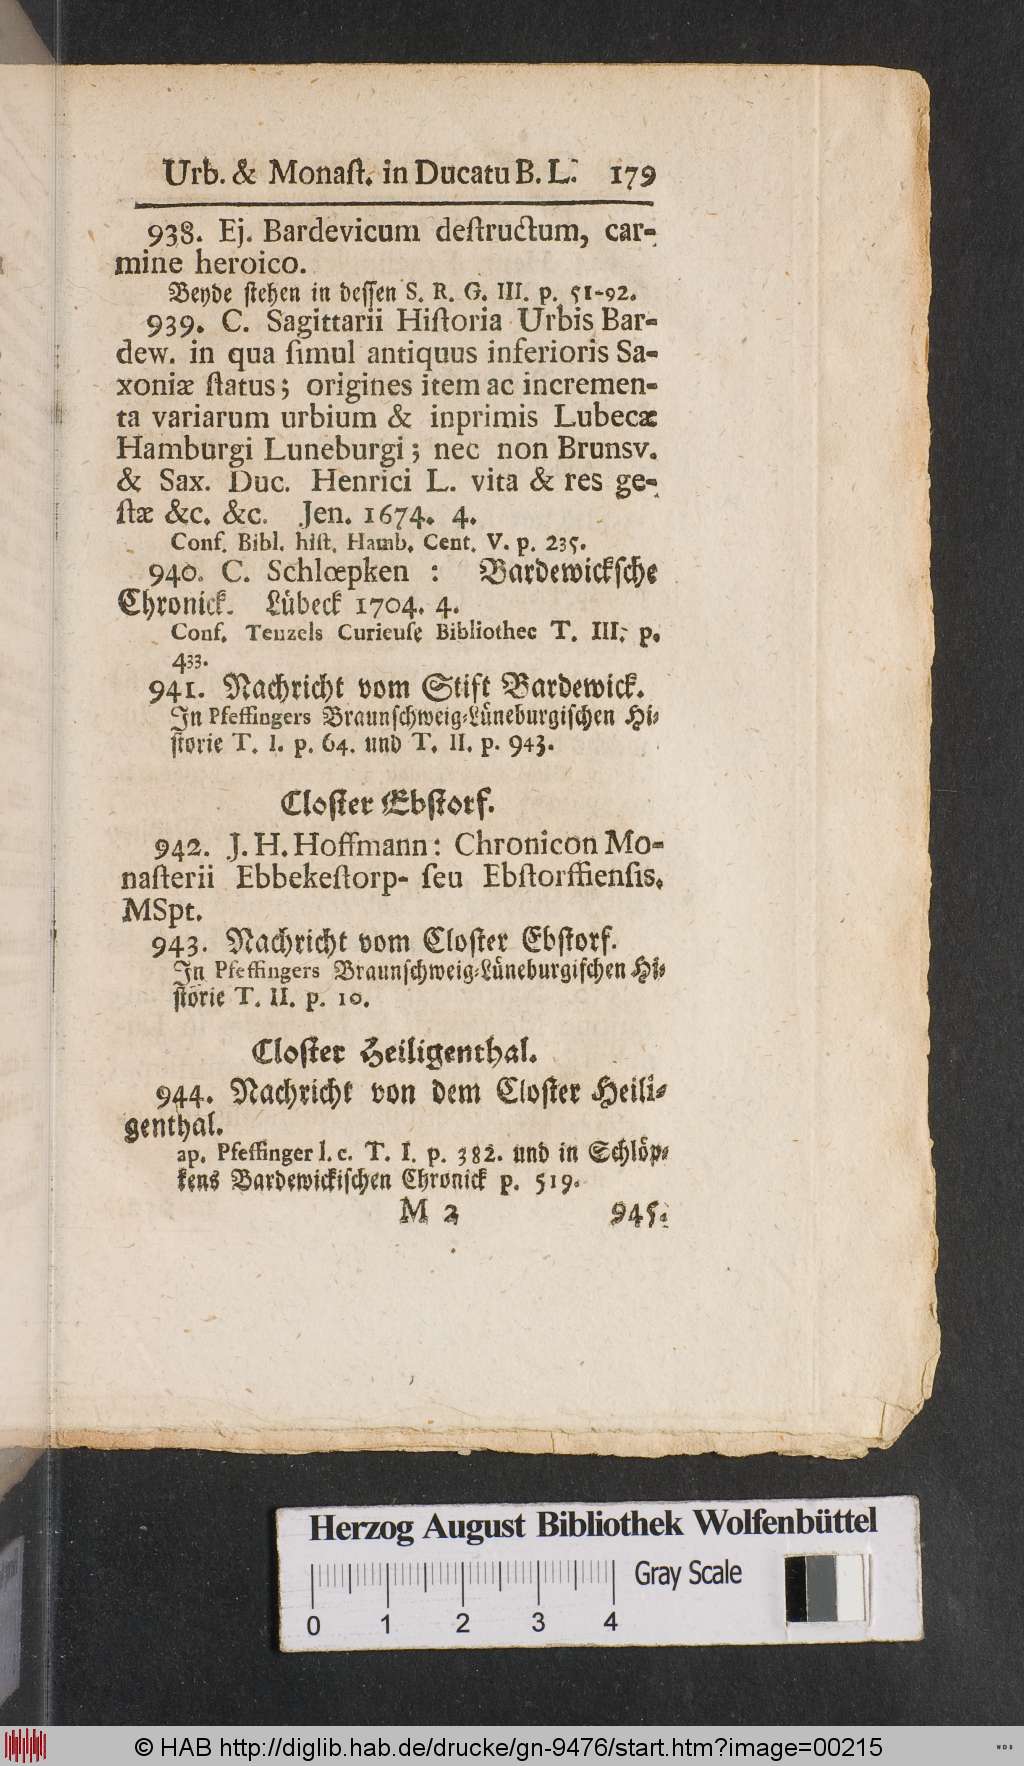 Urb. & Monaſt. in Ducatu B. L. 179
938. Ej. Bardevicum deſtructum, car-
mine heroico.
Beyde ſtehen in deſſen S. R. G. III. p. 51-92.
939. C. Sagittarii Hiſtoria Urbis Bar-
dew. in qua ſimul antiquus inferioris Sa-
xoniæ ſtatus; origines item ac incremen-
ta variarum urbium & inprimis Lubecæ
Hamburgi Luneburgi; nec non Brunsv.
& Sax. Duc. Henrici L. vita & res ge-
ſtæ &c. &c. Jen. 1674. 4.
Conf. Bibl. hiſt. Hamb. Cent. V. p. 235.
940. C. Schlœpken : Bardewickſche
Chronick. Lübeck 1704. 4.
Conf. Tenzels Curieuſe Bibliothec T. III. p.
433.
941. Nachricht vom Stift Bardewick.
In Pfeffingers Braunſchweig-Lüneburgiſchen Hi-
ſtorie T. I. p. 64. und T. II. p. 943.
Cloſter Ebſtorf.
942. J. H. Hoffmann: Chronicon Mo-
naſterii Ebbekeſtorp- ſeu Ebſtorffienſis.
MSpt.
943. Nachricht vom Cloſter Ebſtorf.
In Pfeffingers Braunſchweig-Lüneburgiſchen Hi-
ſtorie T. II. p. 10.
Cloſter Heiligenthal.
944. Nachricht von dem Cloſter Heili-
genthal.
ap. Pfeffinger l. c. T. I. p. 382. und in Schlöp-
kens Bardewickiſchen Chronick p. 519.
M 2 945.
Herzog August Bibliothek Wolfenbüttel
Gray Scale
0 1 2 3 4
© HAB http://diglib.hab.de/drucke/gn-9476/start.htm?image=00215
WDB